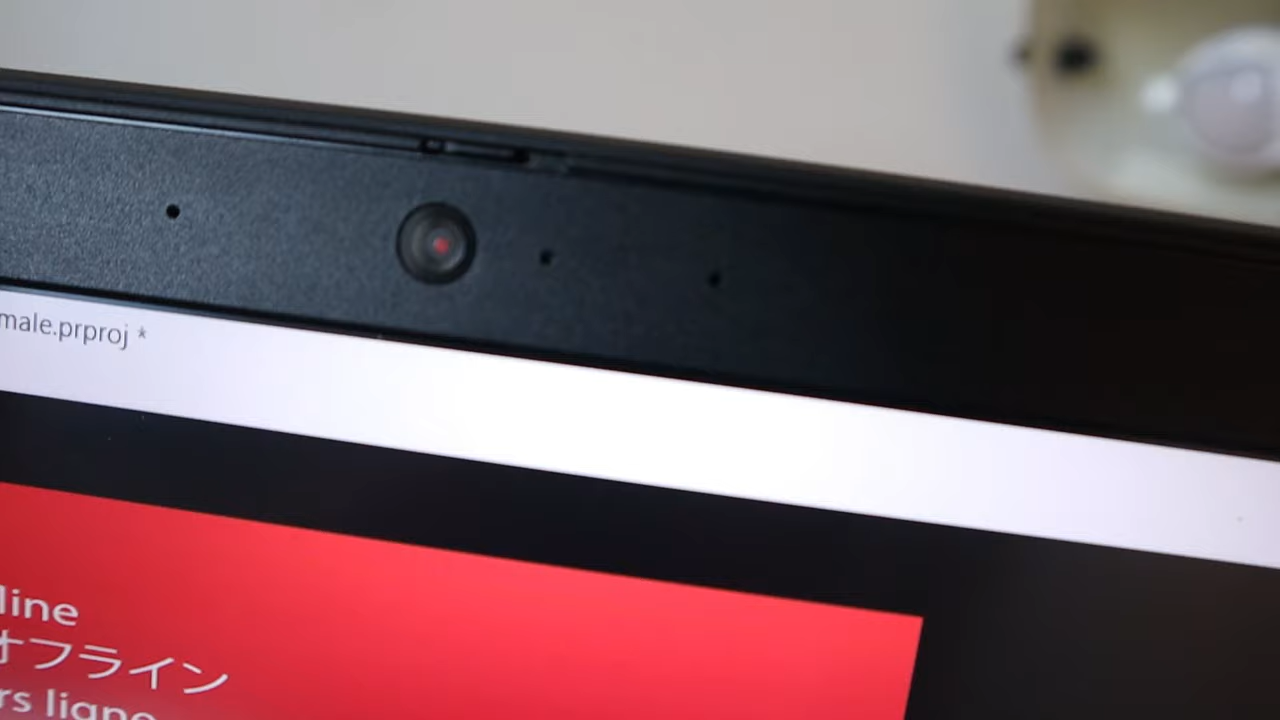 male.prproj *
line
オフライン
rs ligne